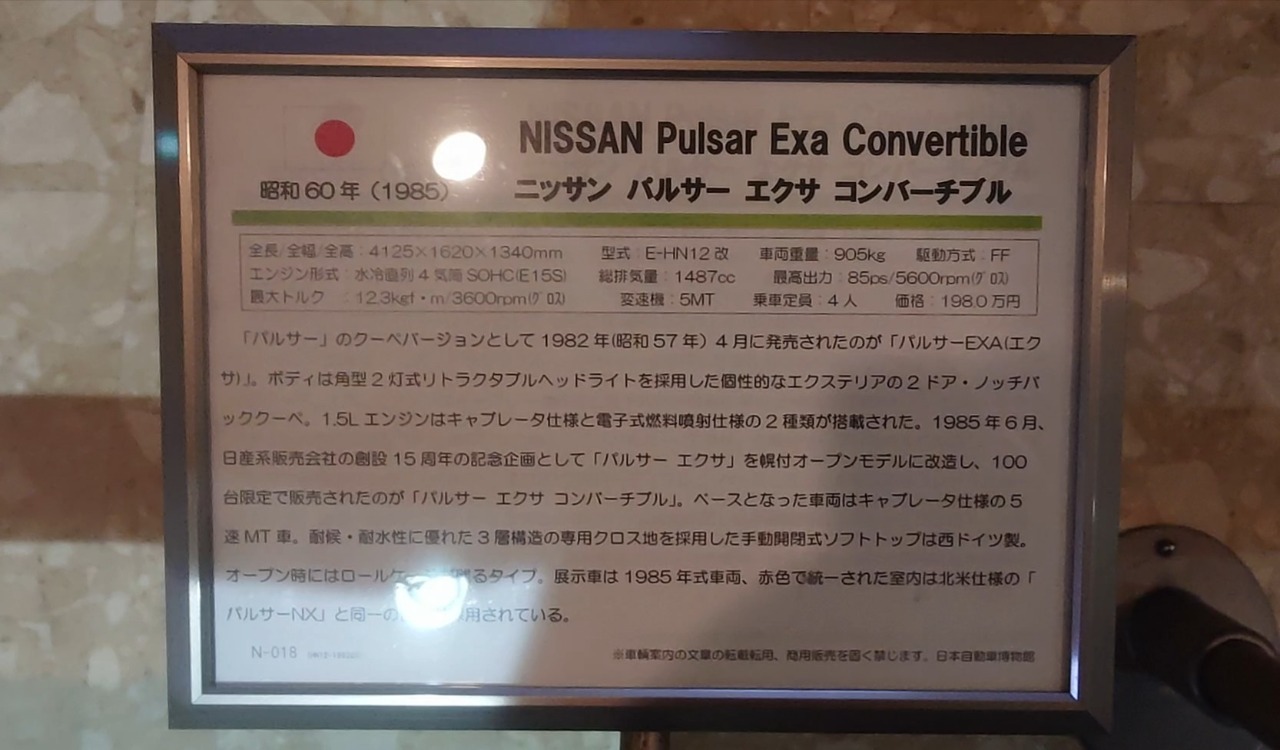 NISSAN Pulsar Exa Convertible
昭和60年（1985） ニッサン パルサー エクサ コンバーチブル
全長/全幅/全高：4125×1620×1340mm 型式：E-HN12改 車両重量：905kg 駆動方式：FF
エンジン形式：水冷直列4気筒SOHC(E15S) 総排気量：1487cc 最高出力：85ps/5600rpm(ｸﾞﾛｽ)
最大トルク ：12.3kgf・m/3600rpm(ｸﾞﾛｽ) 変速機：5MT 乗車定員：4人 価格：198.0万円
「パルサー」のクーペバージョンとして1982年(昭和57年）4月に発売されたのが「パルサーEXA(エク
サ)」。ボディは角型2灯式リトラクタブルヘッドライトを採用した個性的なエクステリアの2ドア・ノッチバ
ッククーペ。1.5Lエンジンはキャブレータ仕様と電子式燃料噴射仕様の2種類が搭載された。1985年6月、
日産系販売会社の創設15周年の記念企画として「パルサー エクサ」を幌付オープンモデルに改造し、100
台限定で販売されたのが「パルサー エクサ コンバーチブル」。ベースとなった車両はキャブレータ仕様の5
速MT車。耐候・耐水性に優れた3層構造の専用クロス地を採用した手動開閉式ソフトトップは西ドイツ製。
オープン時にはロールケ るタイプ。展示車は1985年式車両、赤色で統一された室内は北米仕様の「
パルサーNX」と同一の 用されている。
N-018
※車輌案内の文章の転載転用、商用販売を固く禁じます。日本自動車博物館